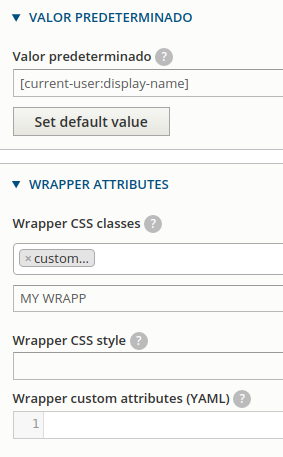 ▼ VALOR PREDETERMINADO
Valor predeterminado ?
[current-user:display-name]
Set default value
▼ WRAPPER ATTRIBUTES
Wrapper CSS classes ?
× custom...
MY WRAPP
Wrapper CSS style ?
Wrapper custom attributes (YAML) ?
1